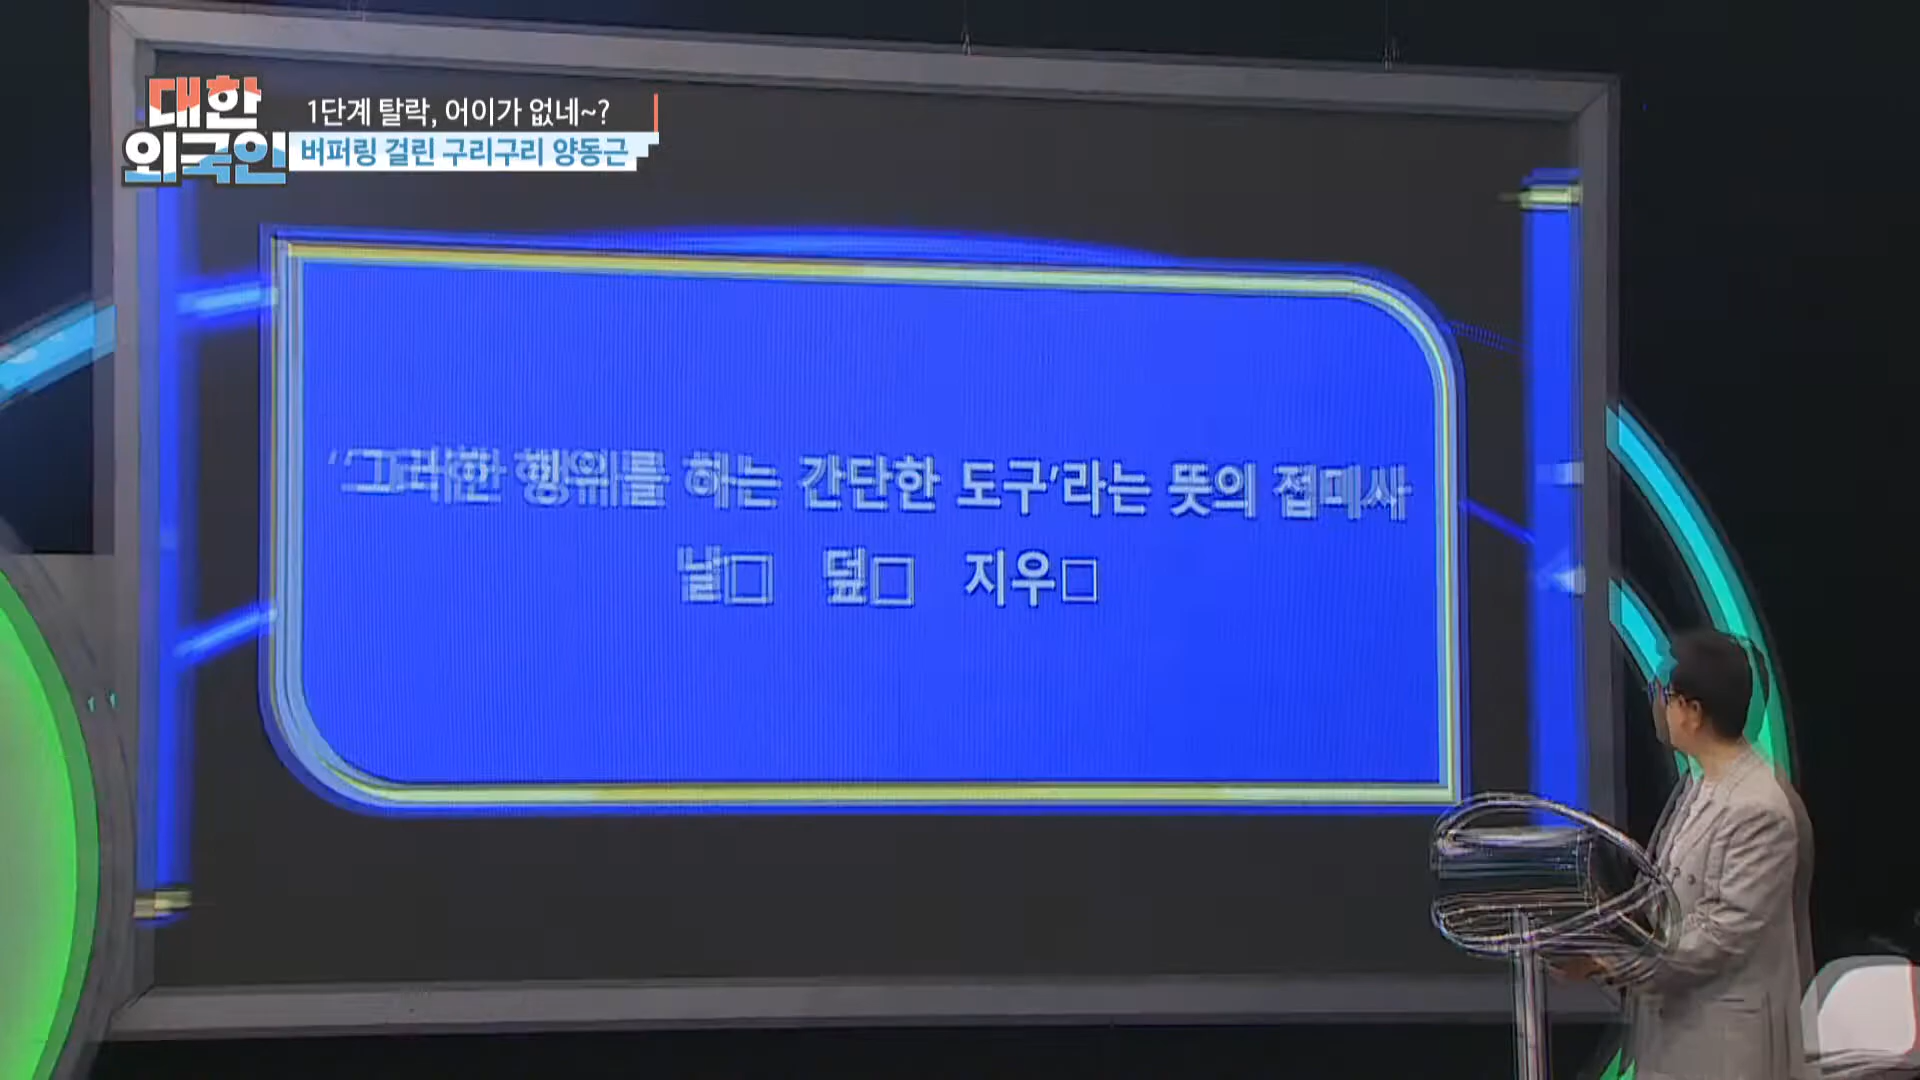 대한
외국인
1단계 탈락, 어이가 없네~?
버퍼링 걸린 구리구리 양동근
‘그러한 행위를 하는 간단한 도구’라는 뜻의 접미사
날□ 덮□ 지우□